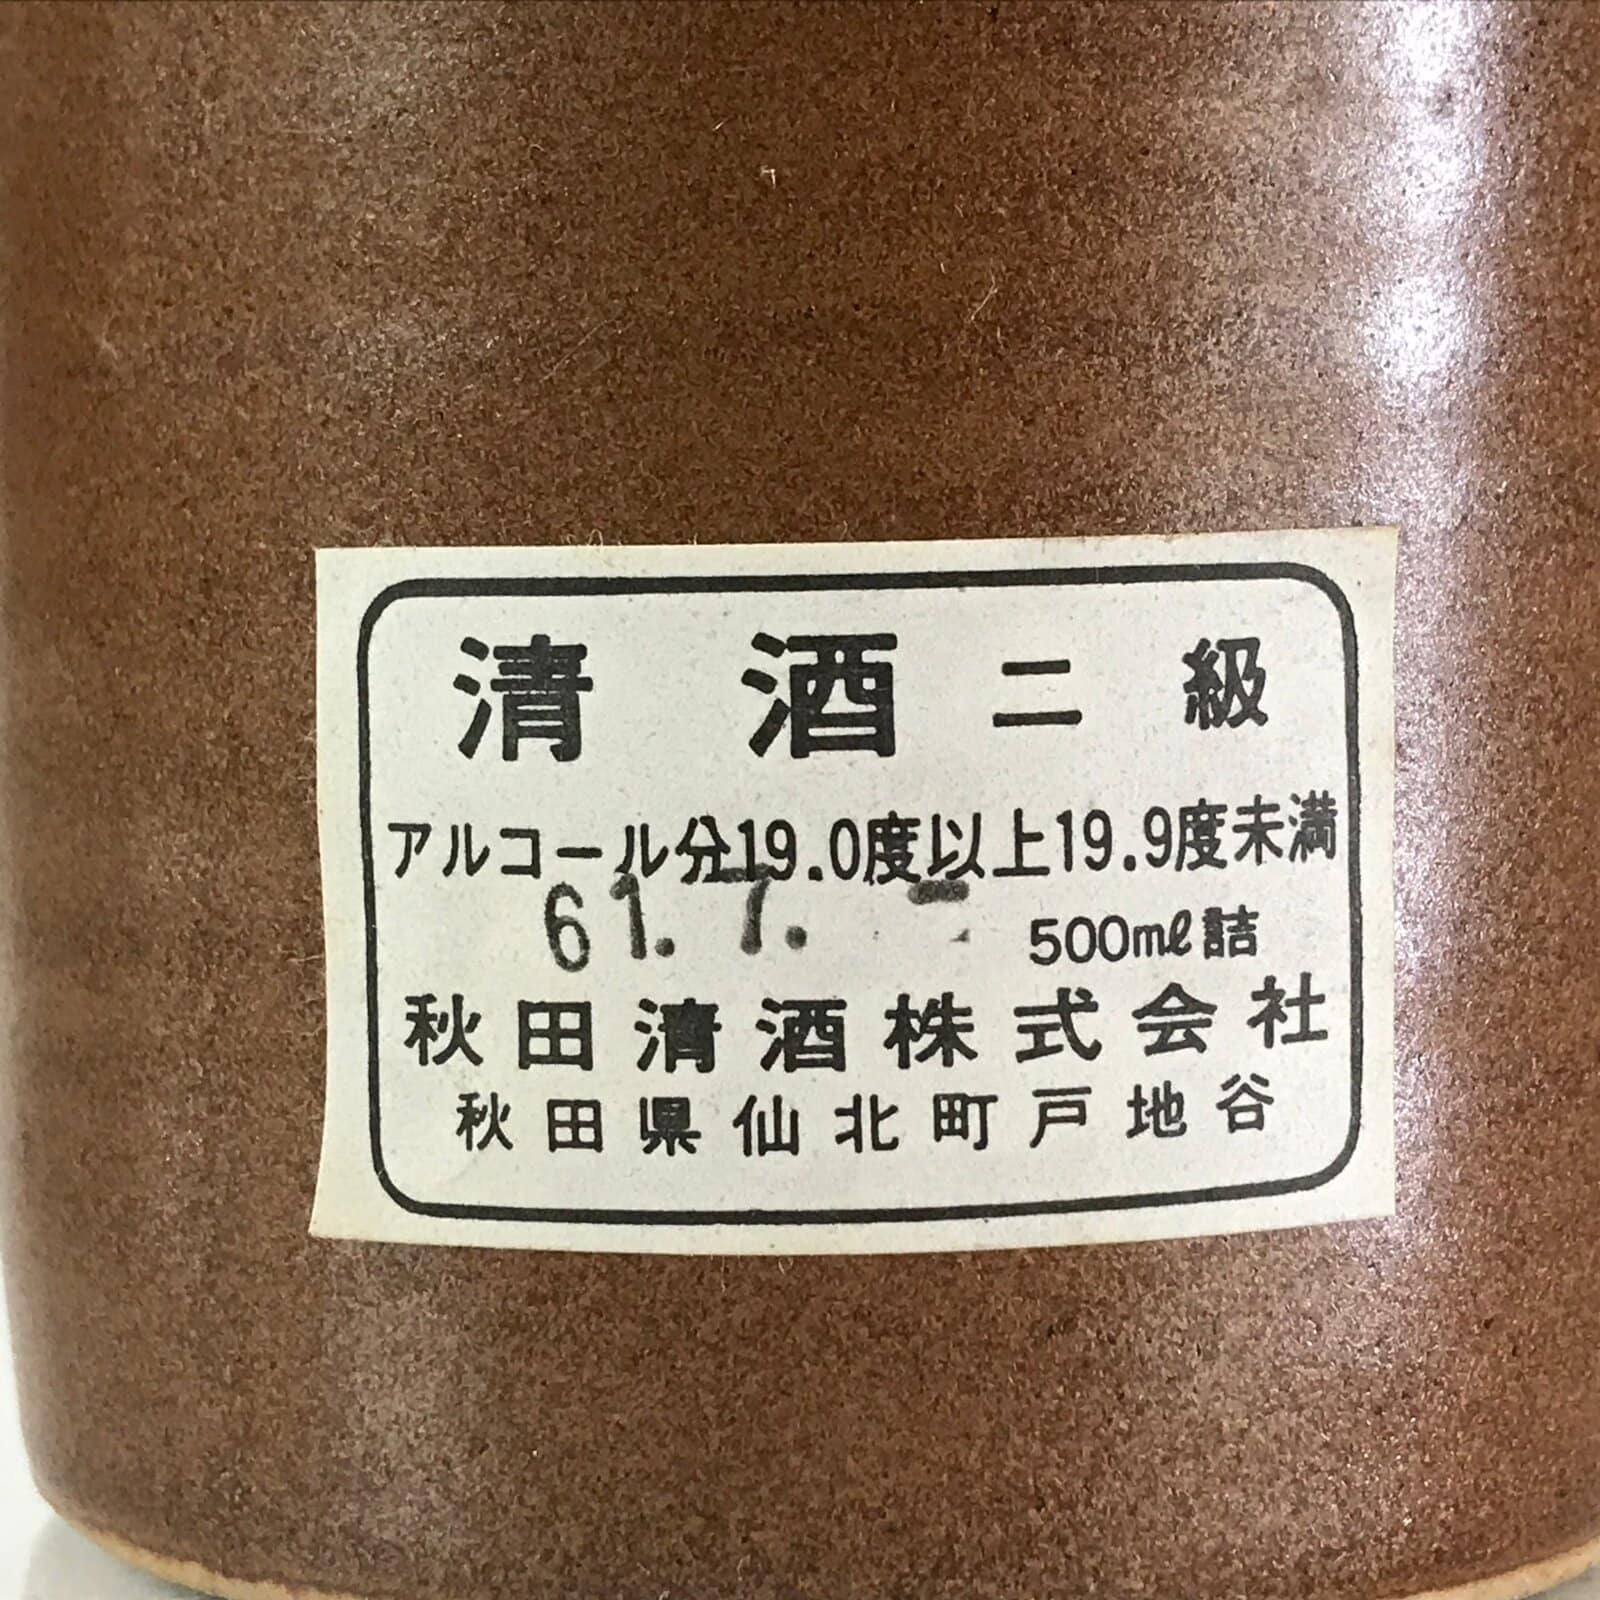 清酒二級
アルコール分19.0度以上19.9度未満
61. 7.
500ml詰
秋田清酒株式会社
秋田県仙北町戸地谷